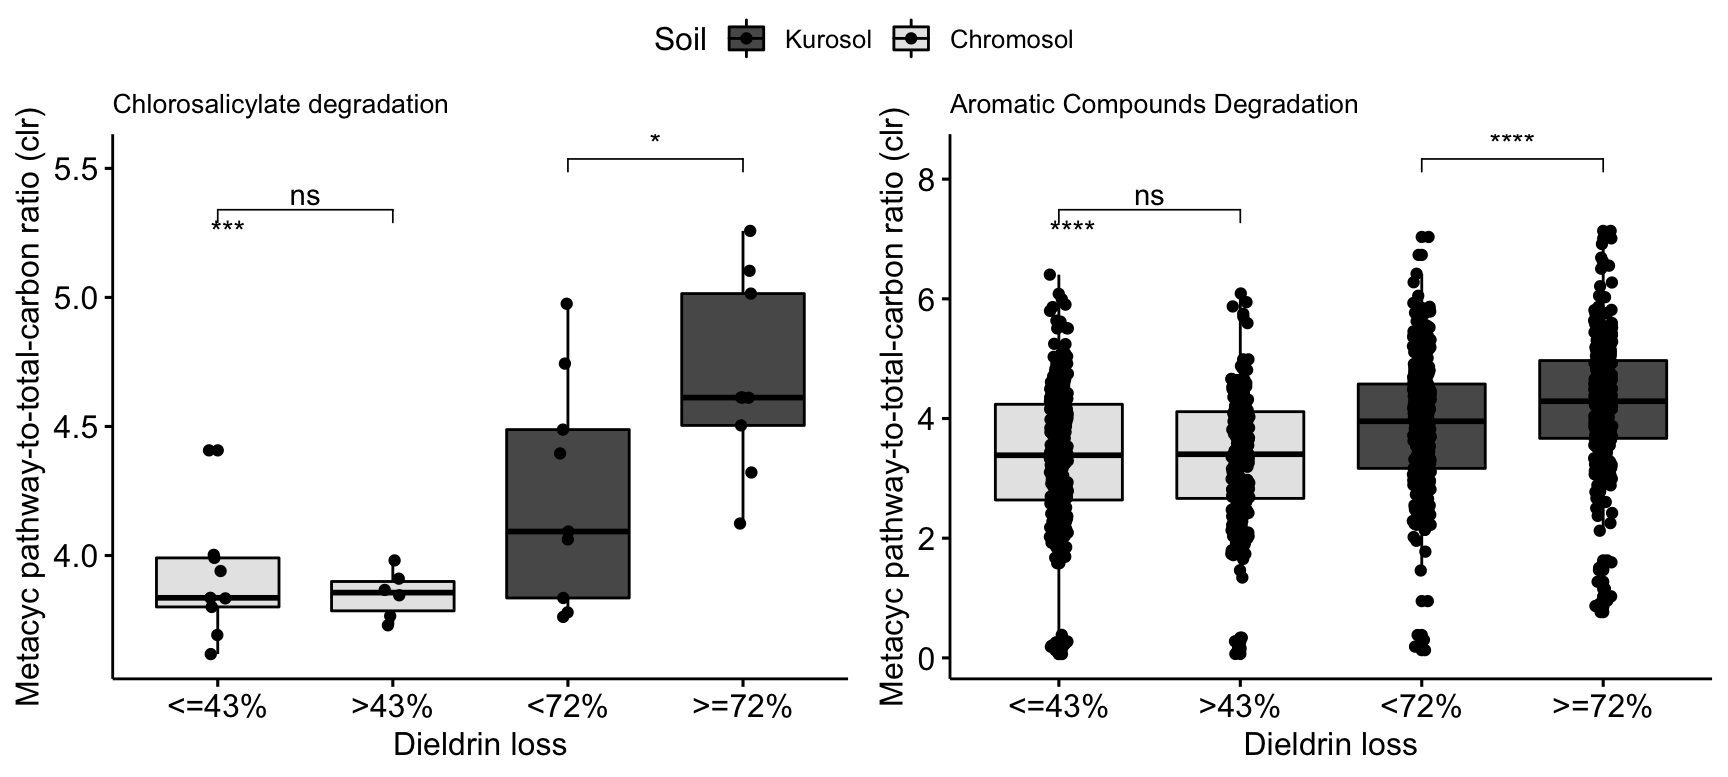 Soil Kurosol Chromosol
Chlorosalicylate degradation
Metacyc pathway-to-total-carbon ratio (clr)
5.5
5.0
4.5
4.0
ns
***
*
<=43% >43% <72% >=72%
Dieldrin loss
Aromatic Compounds Degradation
Metacyc pathway-to-total-carbon ratio (clr)
8
6
4
2
0
ns
****
****
<=43% >43% <72% >=72%
Dieldrin loss